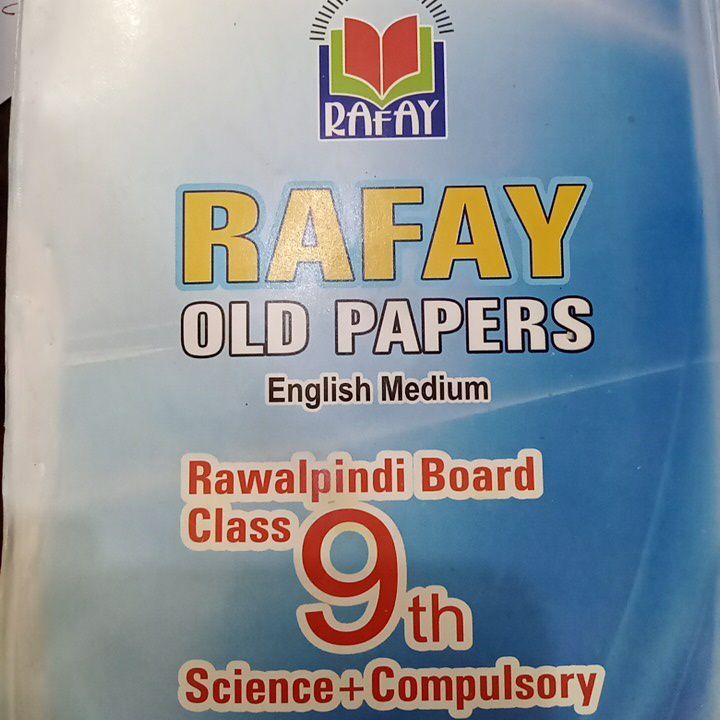 RAFAY
RAFAY
OLD PAPERS
English Medium
Rawalpindi Board
Class 9th
Science+Compulsory